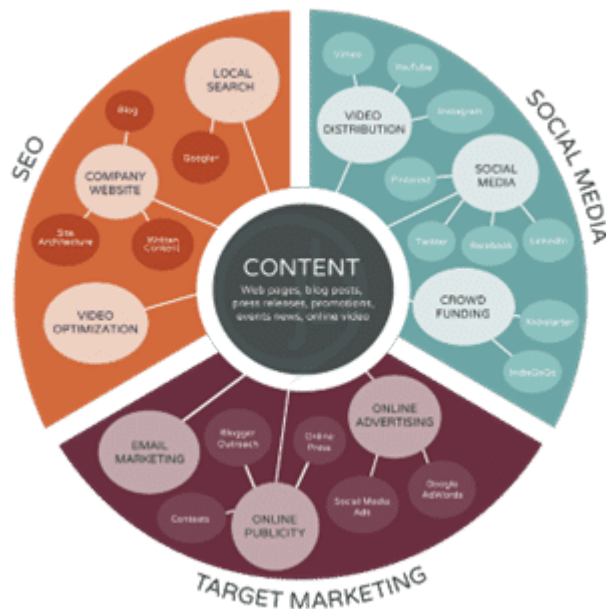 SEO
LOCAL
SEARCH
Google+
Blog
COMPANY
WEBSITE
Site
Architecture
Written
Content
VIDEO
OPTIMIZATION
SOCIAL MEDIA
Vimeo
YouTube
VIDEO
DISTRIBUTION
Instagram
Pinterest
SOCIAL
MEDIA
Twitter
Facebook
LinkedIn
CROWD
FUNDING
Kickstarter
IndieGoGo
CONTENT
Web pages, blog posts,
press releases, promotions,
events news, online video
EMAIL
MARKETING
Blogger
Outreach
Online
Press
Contests
ONLINE
PUBLICITY
ONLINE
ADVERTISING
Social Media
Ads
Google
AdWords
TARGET MARKETING